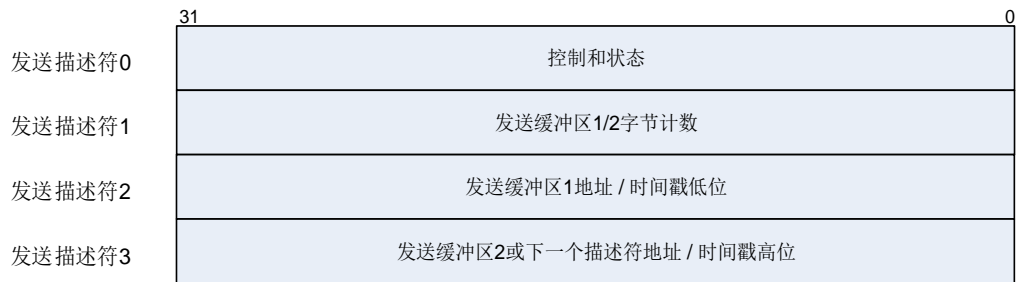 31 0
发送描述符0 控制和状态
发送描述符1 发送缓冲区1/2字节计数
发送描述符2 发送缓冲区1地址 / 时间戳低位
发送描述符3 发送缓冲区2或下一个描述符地址 / 时间戳高位